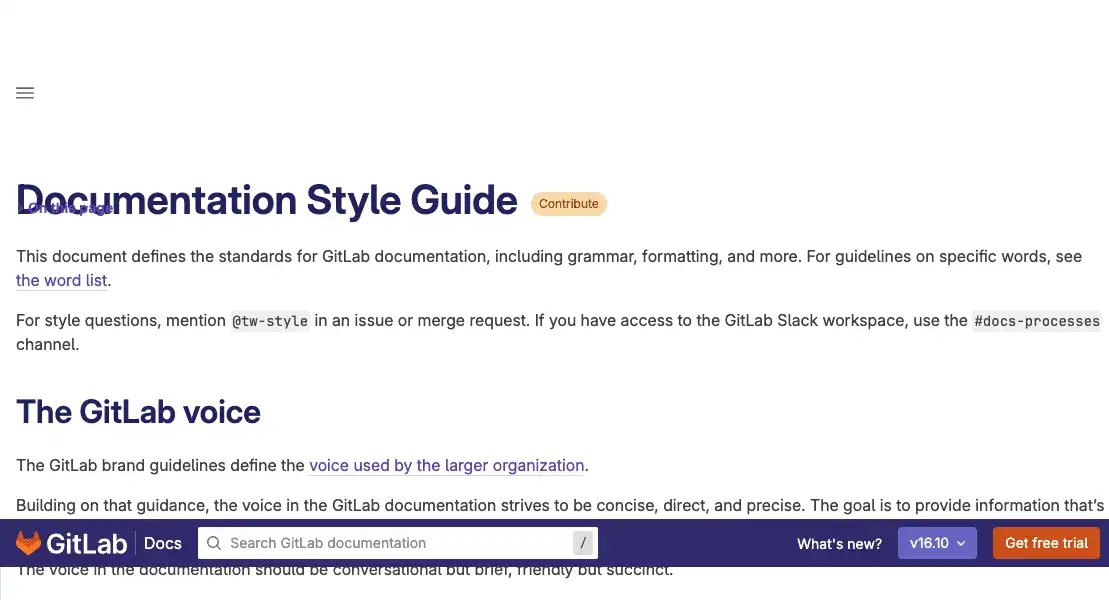 Documentation Style Guide Contribute
On this page
This document defines the standards for GitLab documentation, including grammar, formatting, and more. For guidelines on specific words, see
the word list.
For style questions, mention @tw-style in an issue or merge request. If you have access to the GitLab Slack workspace, use the #docs-processes
channel.
The GitLab voice
The GitLab brand guidelines define the voice used by the larger organization.
Building on that guidance, the voice in the GitLab documentation strives to be concise, direct, and precise. The goal is to provide information that's
GitLab Docs Search GitLab documentation / What's new? v16.10 Get free trial
The voice in the documentation should be conversational but brief, friendly but succinct.